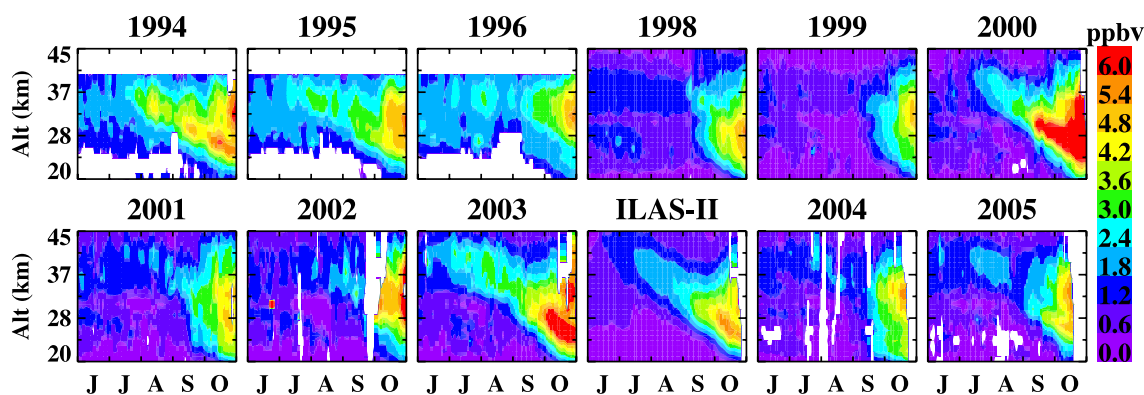 1994 1995 1996 1998 1999 2000 ppbv
45 6.0
37 5.4
Alt (km) 4.8
28 4.2
20 3.6
2001 2002 2003 ILAS-II 2004 2005 3.0
45 2.4
37 1.8
Alt (km) 1.2
28 0.6
20 0.0
J J A S O J J A S O J J A S O J J A S O J J A S O J J A S O